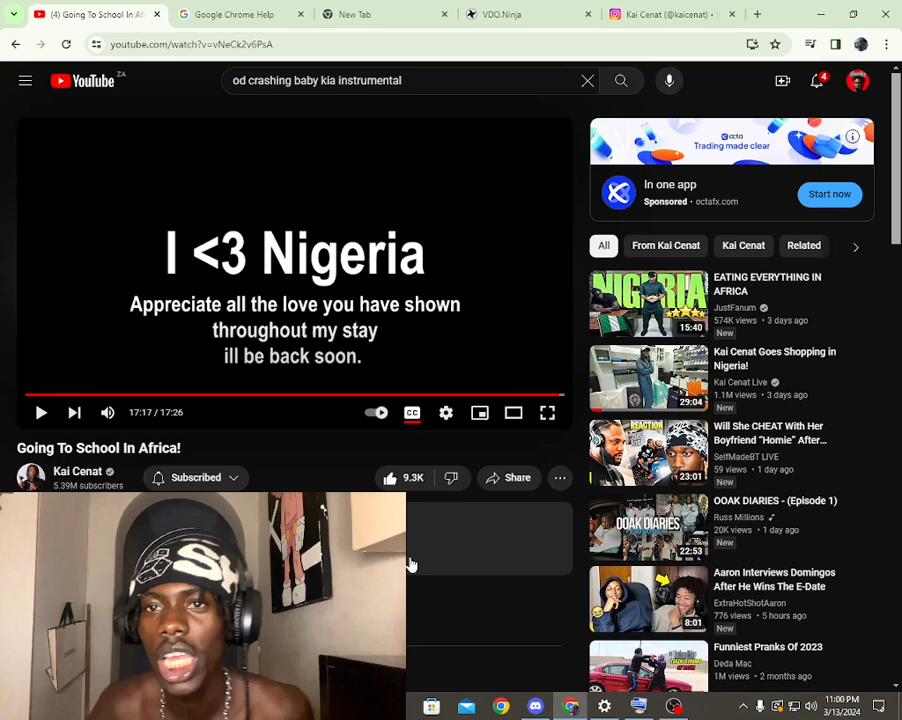 (4) Going To School In Af
Google Chrome Help
New Tab
VDO.Ninja
Kai Cenat (@kaicenat) •
youtube.com/watch?v=vNeCk2v6PsA
YouTube ZA
od crashing baby kia instrumental
4
I <3 Nigeria
Appreciate all the love you have shown
throughout my stay
ill be back soon.
17:17 / 17:26
CC
Going To School In Africa!
Kai Cenat
5.39M subscribers
Subscribed
9.3K
Share
octa
Trading made clear
In one app
Sponsored • octafx.com
Start now
All
From Kai Cenat
Kai Cenat
Related
NIGERIA
15:40
EATING EVERYTHING IN
AFRICA
JustFanum
574K views • 3 days ago
New
29:04
Kai Cenat Goes Shopping in
Nigeria!
Kai Cenat Live
1.1M views • 3 days ago
New
REACTION
23:01
Will She CHEAT With Her
Boyfriend “Homie” After…
SelfMadeBT LIVE
59 views • 1 day ago
New
OOAK DIARIES
22:53
OOAK DIARIES - (Episode 1)
Russ Millions
20K views • 1 day ago
New
8:01
Aaron Interviews Domingos
After He Wins The E-Date
ExtraHotShotAaron
776 views • 5 hours ago
New
Funniest Pranks Of 2023
Deda Mac
1M views • 2 months ago
11:00 PM
3/13/2024